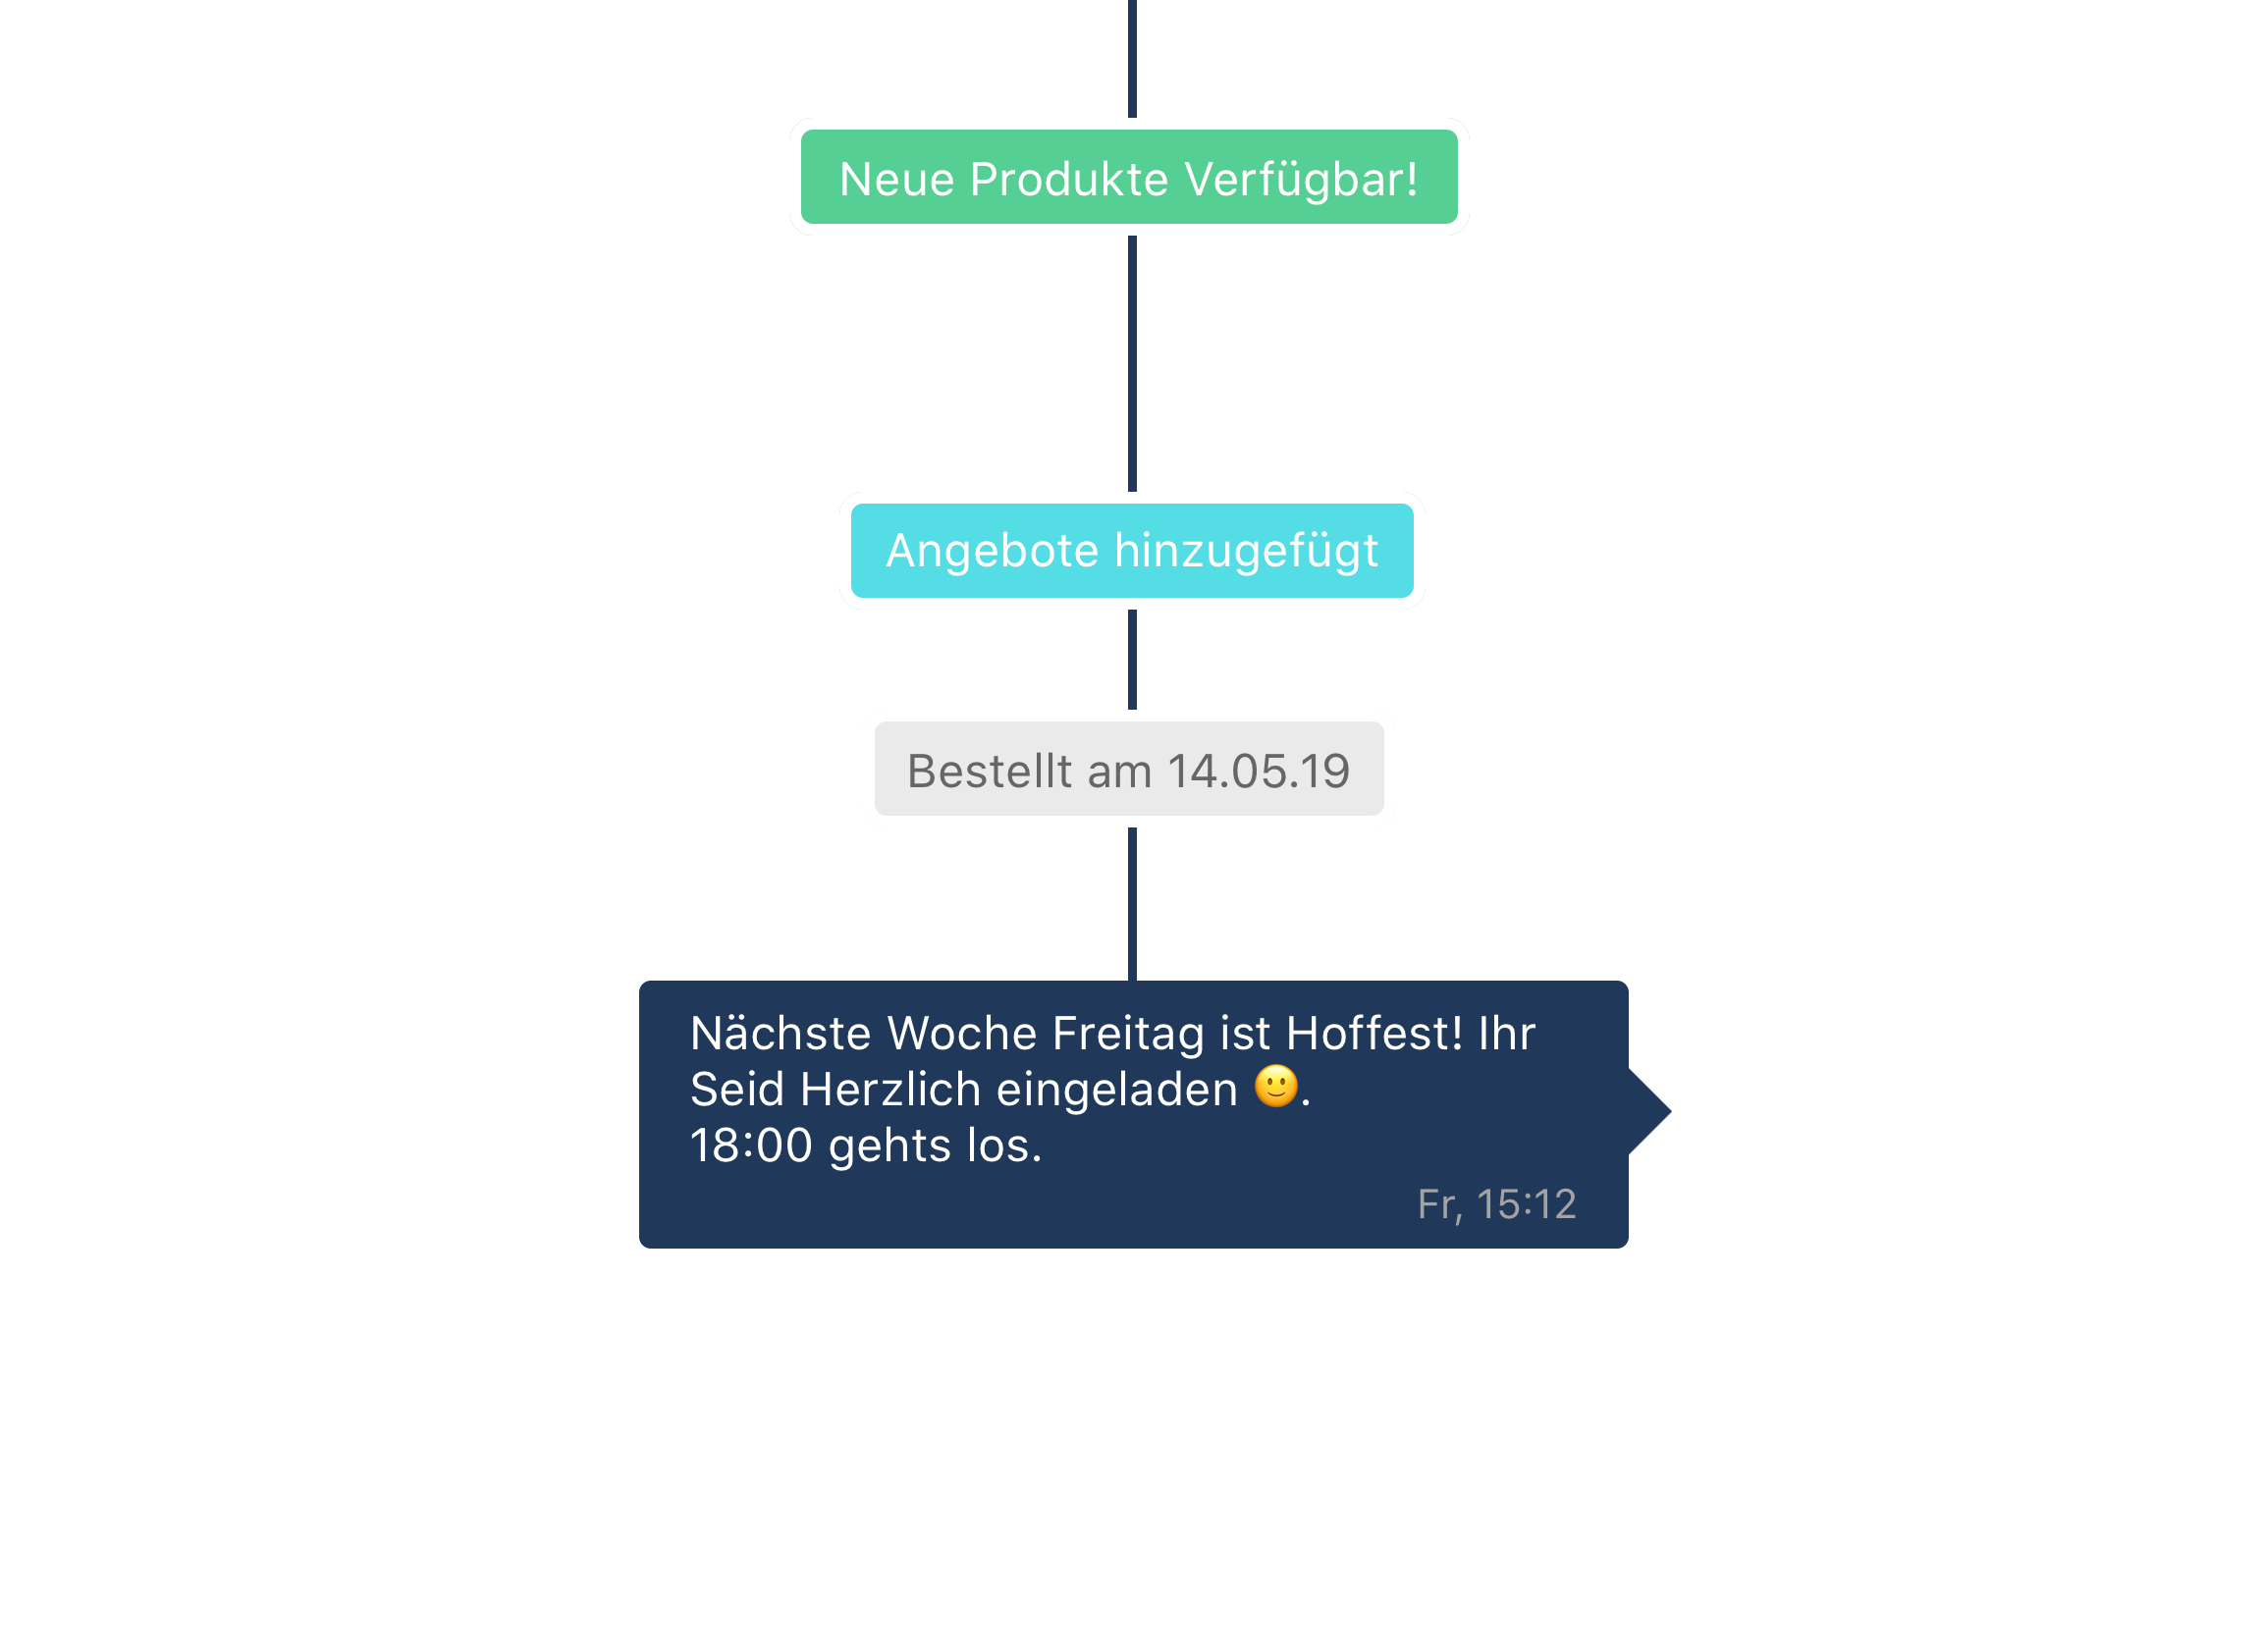 Neue Produkte Verfügbar!
Angebote hinzugefügt
Bestellt am 14.05.19
Nächste Woche Freitag ist Hoffest! Ihr
Seid Herzlich eingeladen 🙂.
18:00 gehts los.
Fr, 15:12